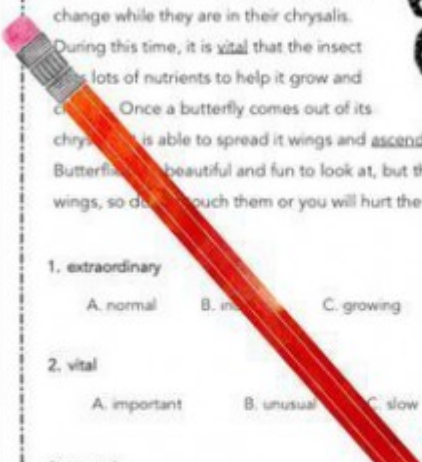 change while they are in their chrysalis.
During this time, it is vital that the insect
lots of nutrients to help it grow and
Once a butterfly comes out of its
is able to spread it wings and ascend
beautiful and fun to look at, but
wings, so touch them or you will hurt the
1. extraordinary
A. normal B. C. growing
2. vital
A. important B. unusual C. slow